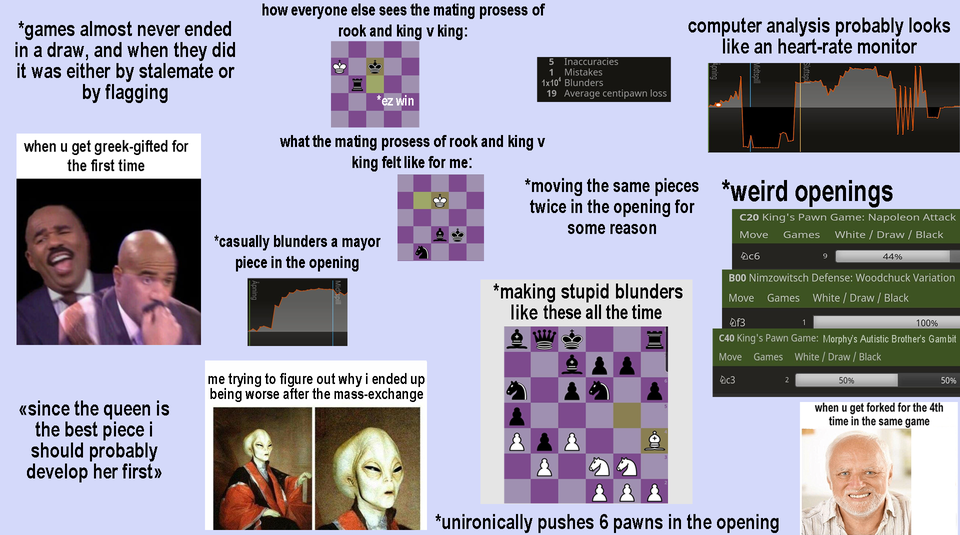 *games almost never ended
in a draw, and when they did
it was either by stalemate or
by flagging
how everyone else sees the mating prosess of
rook and king v king:
*ez win
5 Inaccuracies
1 Mistakes
1x10⁴ Blunders
19 Average centipawn loss
computer analysis probably looks
like an heart-rate monitor
when u get greek-gifted for
the first time
what the mating prosess of rook and king v
king felt like for me:
*moving the same pieces
twice in the opening for
some reason
*weird openings
C20 King's Pawn Game: Napoleon Attack
Move Games White / Draw / Black
♘c6 9 44%
B00 Nimzowitsch Defense: Woodchuck Variation
Move Games White / Draw / Black
♘f3 1 100%
C40 King's Pawn Game: Morphy's Autistic Brother's Gambit
Move Games White / Draw / Black
♘c3 2 50% 50%
*casually blunders a mayor
piece in the opening
*making stupid blunders
like these all the time
me trying to figure out why i ended up
being worse after the mass-exchange
«since the queen is
the best piece i
should probably
develop her first»
when u get forked for the 4th
time in the same game
*unironically pushes 6 pawns in the opening